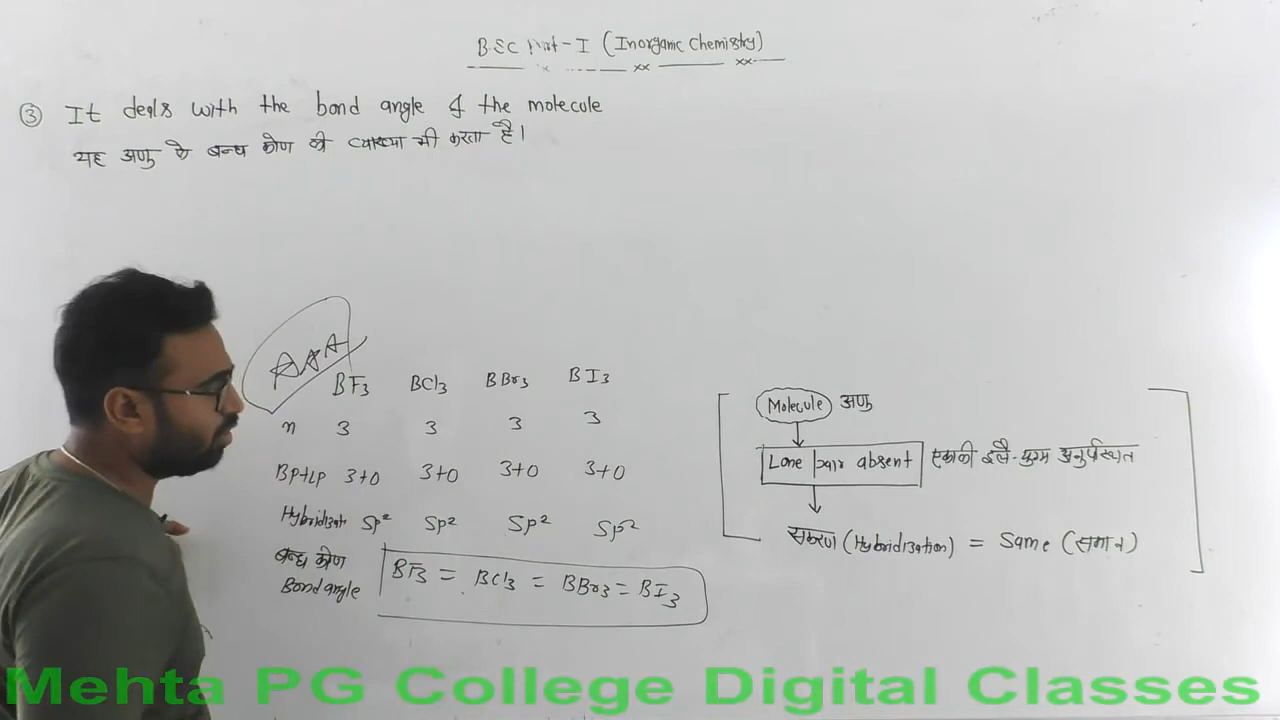 BSC Part-I (Inorganic Chemistry)
③ It deals with the bond angle of the molecule
यह अणु के बन्ध कोण की व्याख्या भी करता है।
BF3 BCl3 BBr3 BI3
n 3 3 3 3
BP+LP 3+0 3+0 3+0 3+0
Sp2 Sp2 Sp2 Sp2
बन्ध कोण
Bond angle
BF3 = BCl3 = BBr3 = BI3
Molecule अणु
Lone pair absent एकाकी इलै. युग्म अनुपस्थित
संकरण (Hybridization) = Same (समान)
Mehta PG College Digital Classes